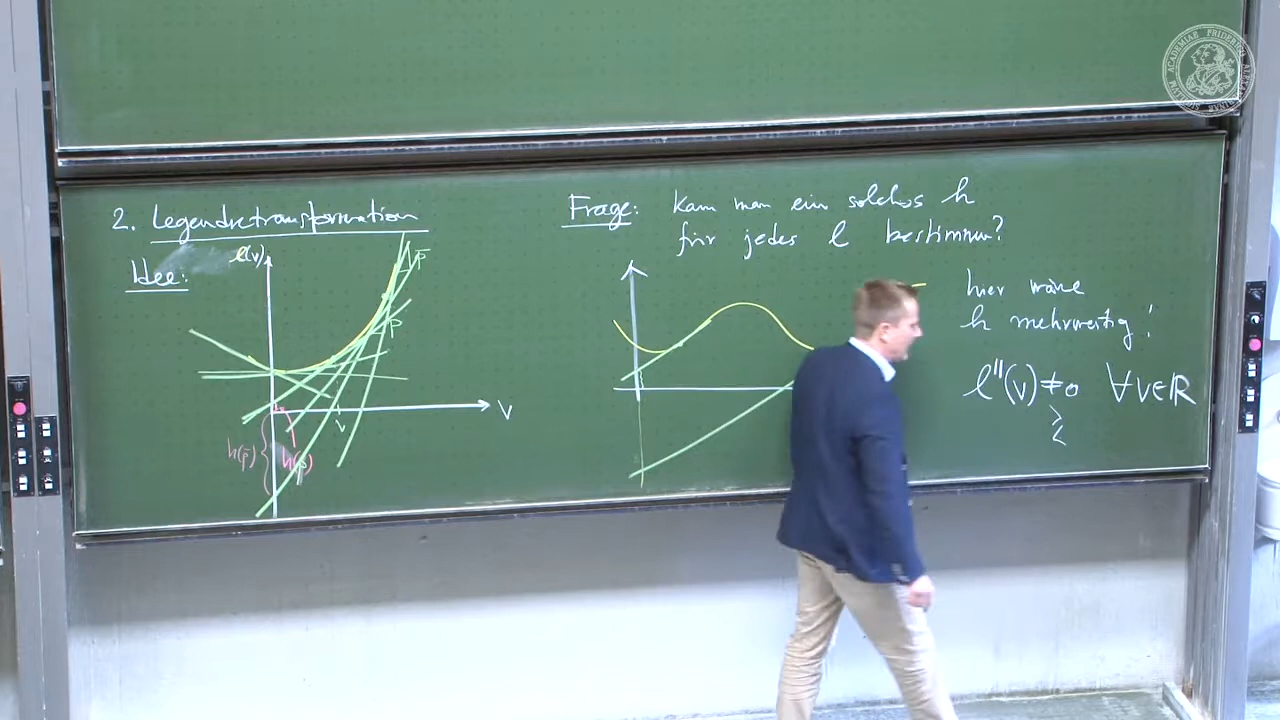 2. Legendretransformation
Idee:
l(v)
p̄
p
v
V
h(p̄)
h(p)
Frage: Kann man ein solches h
für jedes l bestimmen?
hier wäre
h mehrwertig!
l''(v) ≠ 0 ∀v∈ℝ
>
<